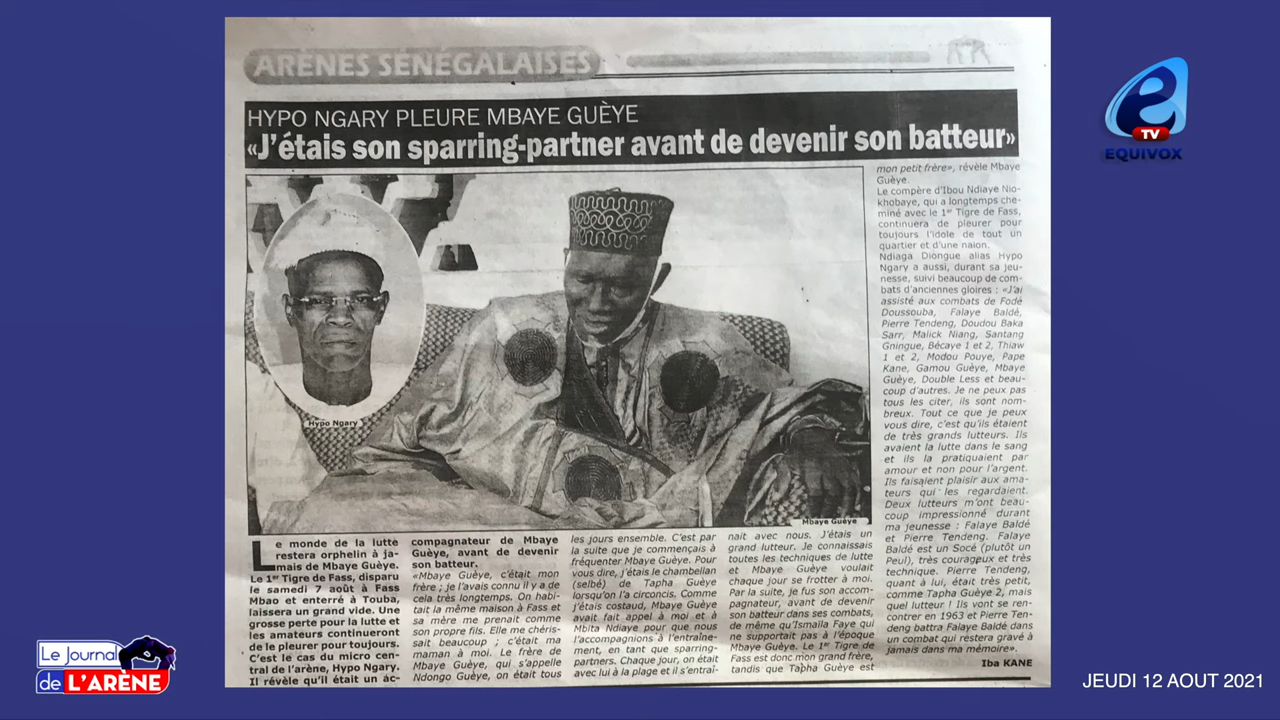 ARÈNES SÉNÉGALAISES
HYPO NGARY PLEURE MBAYE GUÈYE
«J'étais son sparring-partner avant de devenir son batteur»
Hypo Ngary
Mbaye Guèye
Le monde de la lutte
restera orphelin à ja-
mais de Mbaye Guèye.
Le 1er Tigre de Fass, disparu
le samedi 7 août à Fass
Mbao et enterré à Touba,
laissera un grand vide. Une
grosse perte pour la lutte et
les amateurs continueront
de le pleurer pour toujours.
C'est le cas du micro cen-
tral de l'arène, Hypo Ngary.
Il révèle qu'il était un ac-
compagnateur de Mbaye
Guèye, avant de devenir
son batteur.
«Mbaye Guèye, c'était mon
frère ; je l'avais connu il y a de
cela très longtemps. On habi-
tait la même maison à Fass et
sa mère me prenait comme
son propre fils. Elle me chéris-
sait beaucoup ; c'était ma
maman à moi. Le frère de
Mbaye Guèye, qui s'appelle
Ndongo Guèye, on était tous
les jours ensemble. C'est par
la suite que je commençais à
fréquenter Mbaye Guèye. Pour
vous dire, j'étais le chambellan
(selbé) de Tapha Guèye
lorsqu'on l'a circoncis. Comme
j'étais costaud, Mbaye Guèye
avait fait appel à moi et à
Mbita Ndiaye pour que nous
l'accompagnions à l'entraîne-
ment, en tant que sparring-
partners. Chaque jour, on était
avec lui à la plage et il s'entraî-
nait avec nous. J'étais un
grand lutteur. Je connaissais
toutes les techniques de lutte
et Mbaye Guèye voulait
chaque jour se frotter à moi.
Par la suite, je fus son accom-
pagnateur, avant de devenir
son batteur dans ses combats,
de même qu'Ismaïla Faye qui
ne supportait pas à l'époque
Mbaye Guèye. Le 1er Tigre de
Fass est donc mon grand frère,
tandis que Tapha Guèye est
mon petit frère», révèle Mbaye
Guèye.
Le compère d'Ibou Ndiaye Nio-
khobaye, qui a longtemps che-
miné avec le 1er Tigre de Fass,
continuera de pleurer pour
toujours l'idole de tout un
quartier et d'une naion.
Ndiaga Diongue alias Hypo
Ngary a aussi, durant sa jeu-
nesse, suivi beaucoup de com-
bats d'anciennes gloires : «J'ai
assisté aux combats de Fodé
Doussouba, Falaye Baldé,
Pierre Tendeng, Doudou Baka
Sarr, Malick Niang, Santang
Gningue, Bécaye 1 et 2, Thiaw
1 et 2, Modou Pouye, Pape
Kane, Gamou Guèye, Mbaye
Guèye, Double Less et beau-
coup d'autres. Je ne peux pas
tous les citer, ils sont nom-
breux. Tout ce que je peux
vous dire, c'est qu'ils étaient
de très grands lutteurs. Ils
avaient la lutte dans le sang
et ils la pratiquaient par
amour et non pour l'argent.
Ils faisaient plaisir aux ama-
teurs qui les regardaient.
Deux lutteurs m'ont beau-
coup impressionné durant
ma jeunesse : Falaye Baldé
et Pierre Tendeng. Falaye
Baldé est un Socé (plutôt un
Peul), très courageux et très
technique. Pierre Tendeng,
quant à lui, était très petit,
comme Tapha Guèye 2, mais
quel lutteur ! Ils vont se ren-
contrer en 1963 et Pierre Ten-
deng battra Falaye Baldé dans
un combat qui restera gravé à
jamais dans ma mémoire».
Iba KANE
e
TV
EQUIVOX
Le Journal
de L'ARÈNE
JEUDI 12 AOUT 2021